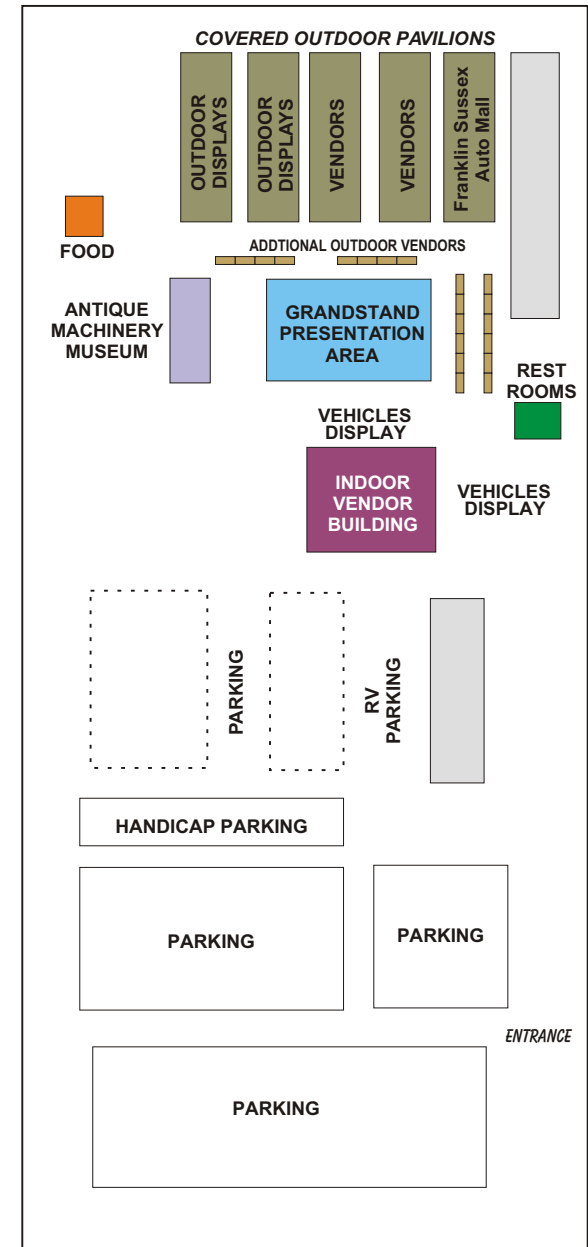 COVERED OUTDOOR PAVILIONS
OUTDOOR
DISPLAYS
OUTDOOR
DISPLAYS
VENDORS
VENDORS
Franklin Sussex
Auto Mall
FOOD
ADDTIONAL OUTDOOR VENDORS
ANTIQUE
MACHINERY
MUSEUM
GRANDSTAND
PRESENTATION
AREA
REST
ROOMS
VEHICLES
DISPLAY
INDOOR
VENDOR
BUILDING
VEHICLES
DISPLAY
PARKING
RV
PARKING
HANDICAP PARKING
PARKING
PARKING
ENTRANCE
PARKING